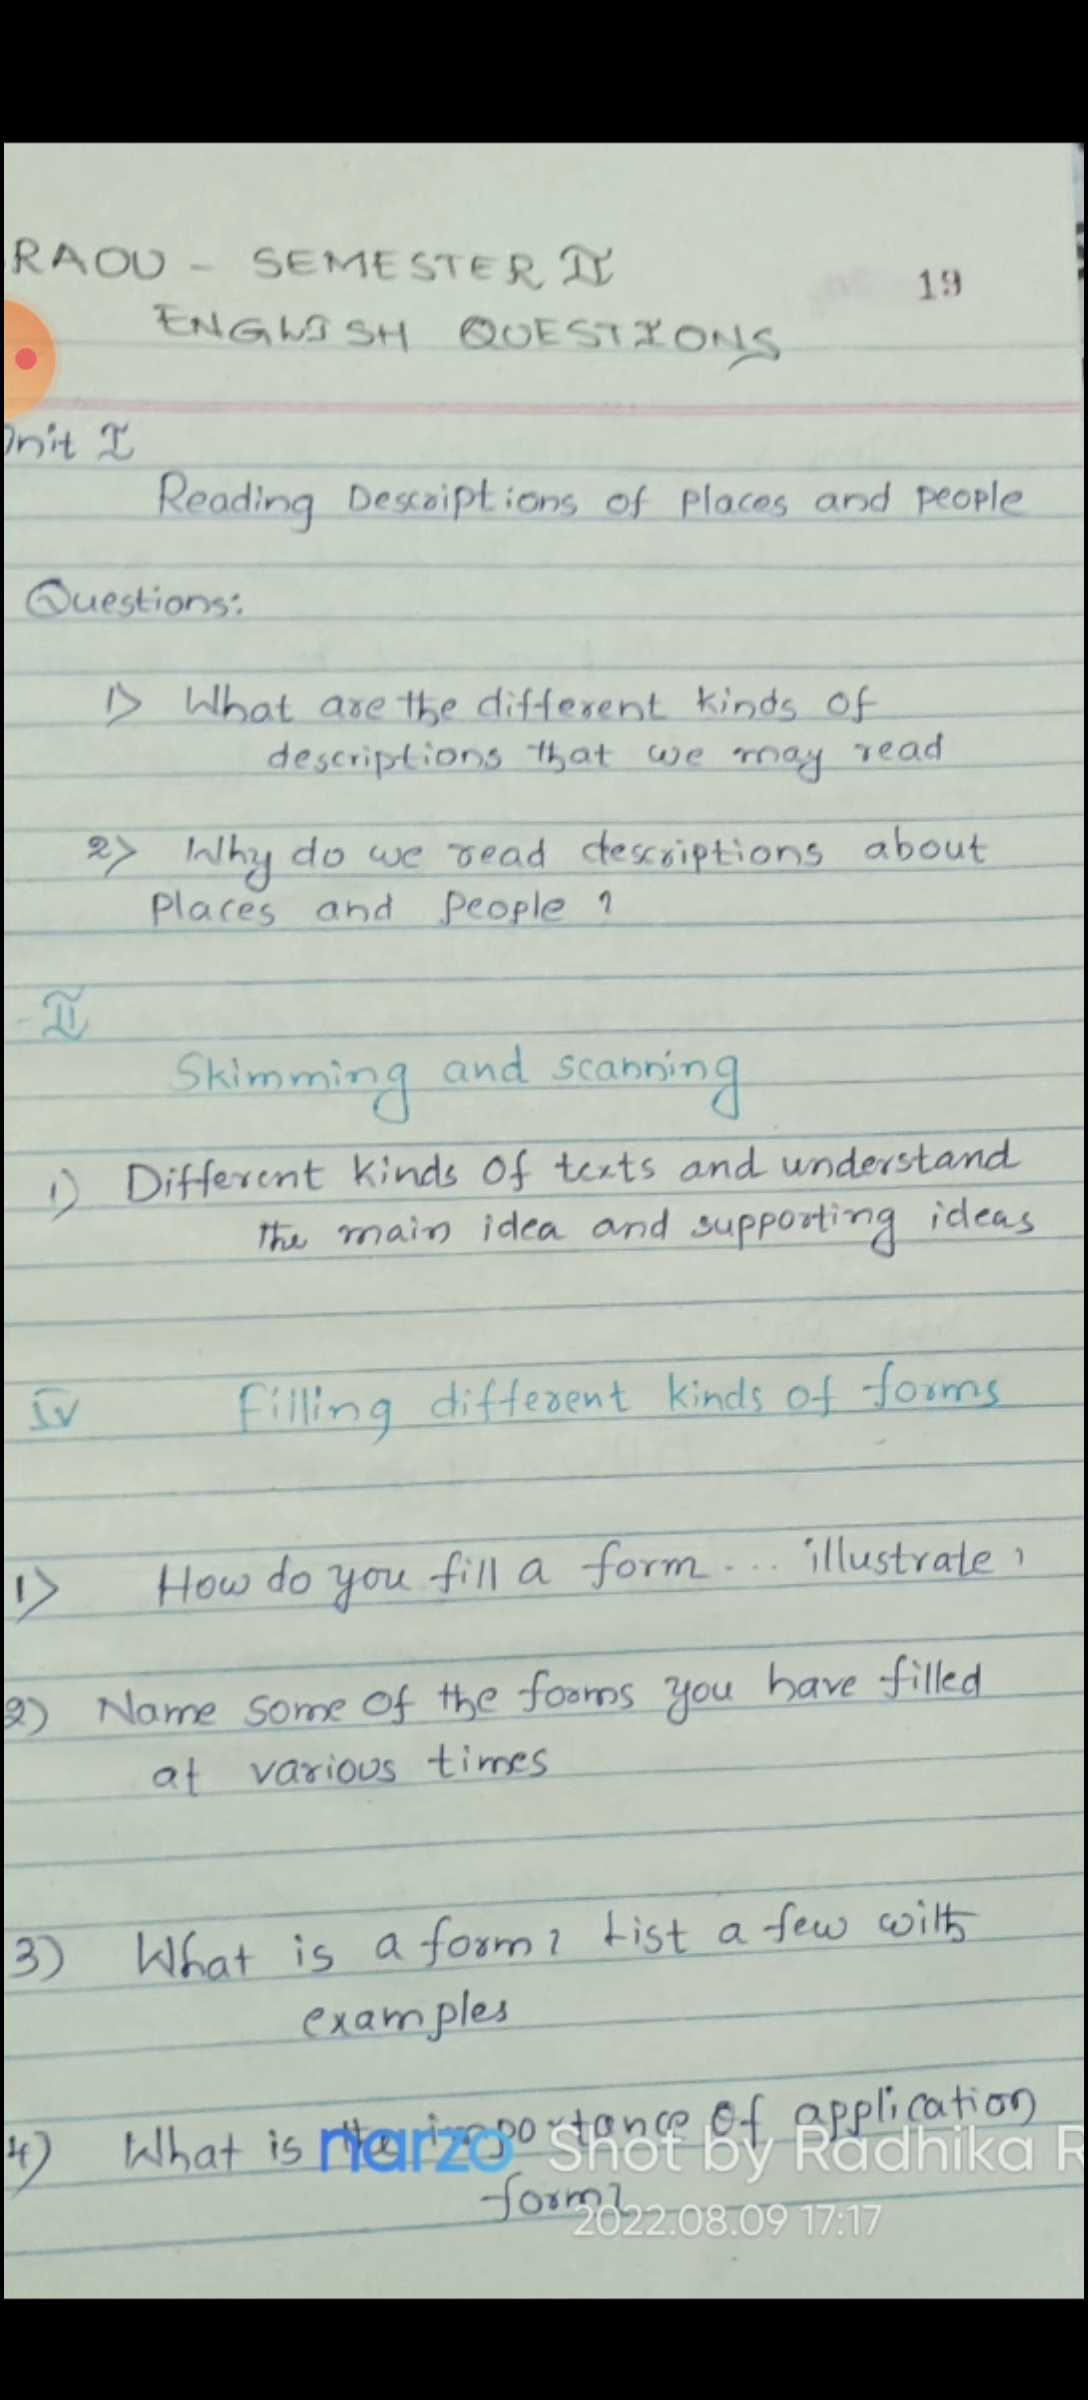 RAOU - SEMESTER II
19
ENGLISH QUESTIONS
Unit I
Reading Descriptions of places and people
Questions:
1> What are the different kinds of
descriptions that we may read
2> Why do we read descriptions about
places and people ?
II
Skimming and scanning
1) Different kinds of texts and understand
the main idea and supporting ideas
IV Filling different kinds of forms
1> How do you fill a form ... illustrate ,
2) Name some of the forms you have filled
at various times
3) What is a form? List a few with
examples
4) What is the importance of application
form?
narzo Shot by Radhika R
2022.08.09 17:17